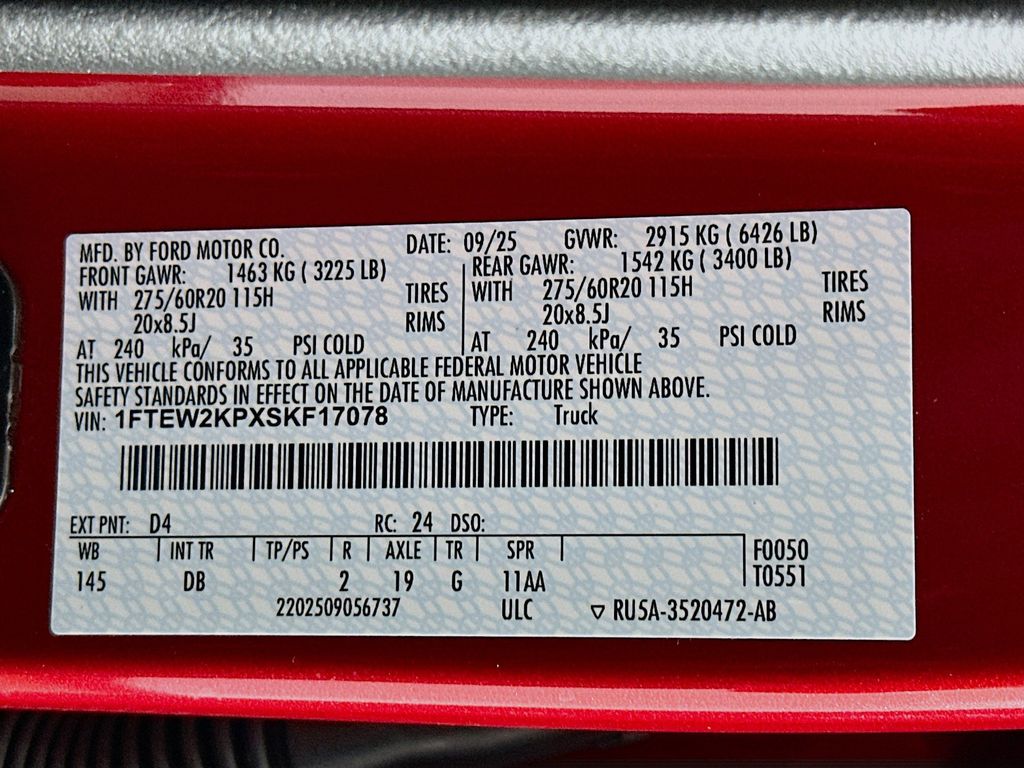 MFD. BY FORD MOTOR CO. DATE: 09/25 GVWR: 2915 KG ( 6426 LB)
FRONT GAWR: 1463 KG ( 3225 LB) REAR GAWR: 1542 KG ( 3400 LB)
WITH 275/60R20 115H TIRES WITH 275/60R20 115H TIRES
20x8.5J RIMS 20x8.5J RIMS
AT 240 kPa/ 35 PSI COLD AT 240 kPa/ 35 PSI COLD
THIS VEHICLE CONFORMS TO ALL APPLICABLE FEDERAL MOTOR VEHICLE
SAFETY STANDARDS IN EFFECT ON THE DATE OF MANUFACTURE SHOWN ABOVE.
VIN: 1FTEW2KPXSKF17078 TYPE: Truck
EXT PNT: D4 RC: 24 DSO:
WB INT TR TP/PS R AXLE TR SPR F0050
145 DB 2 19 G 11AA T0551
2202509056737 ULC ▽ RU5A-3520472-AB